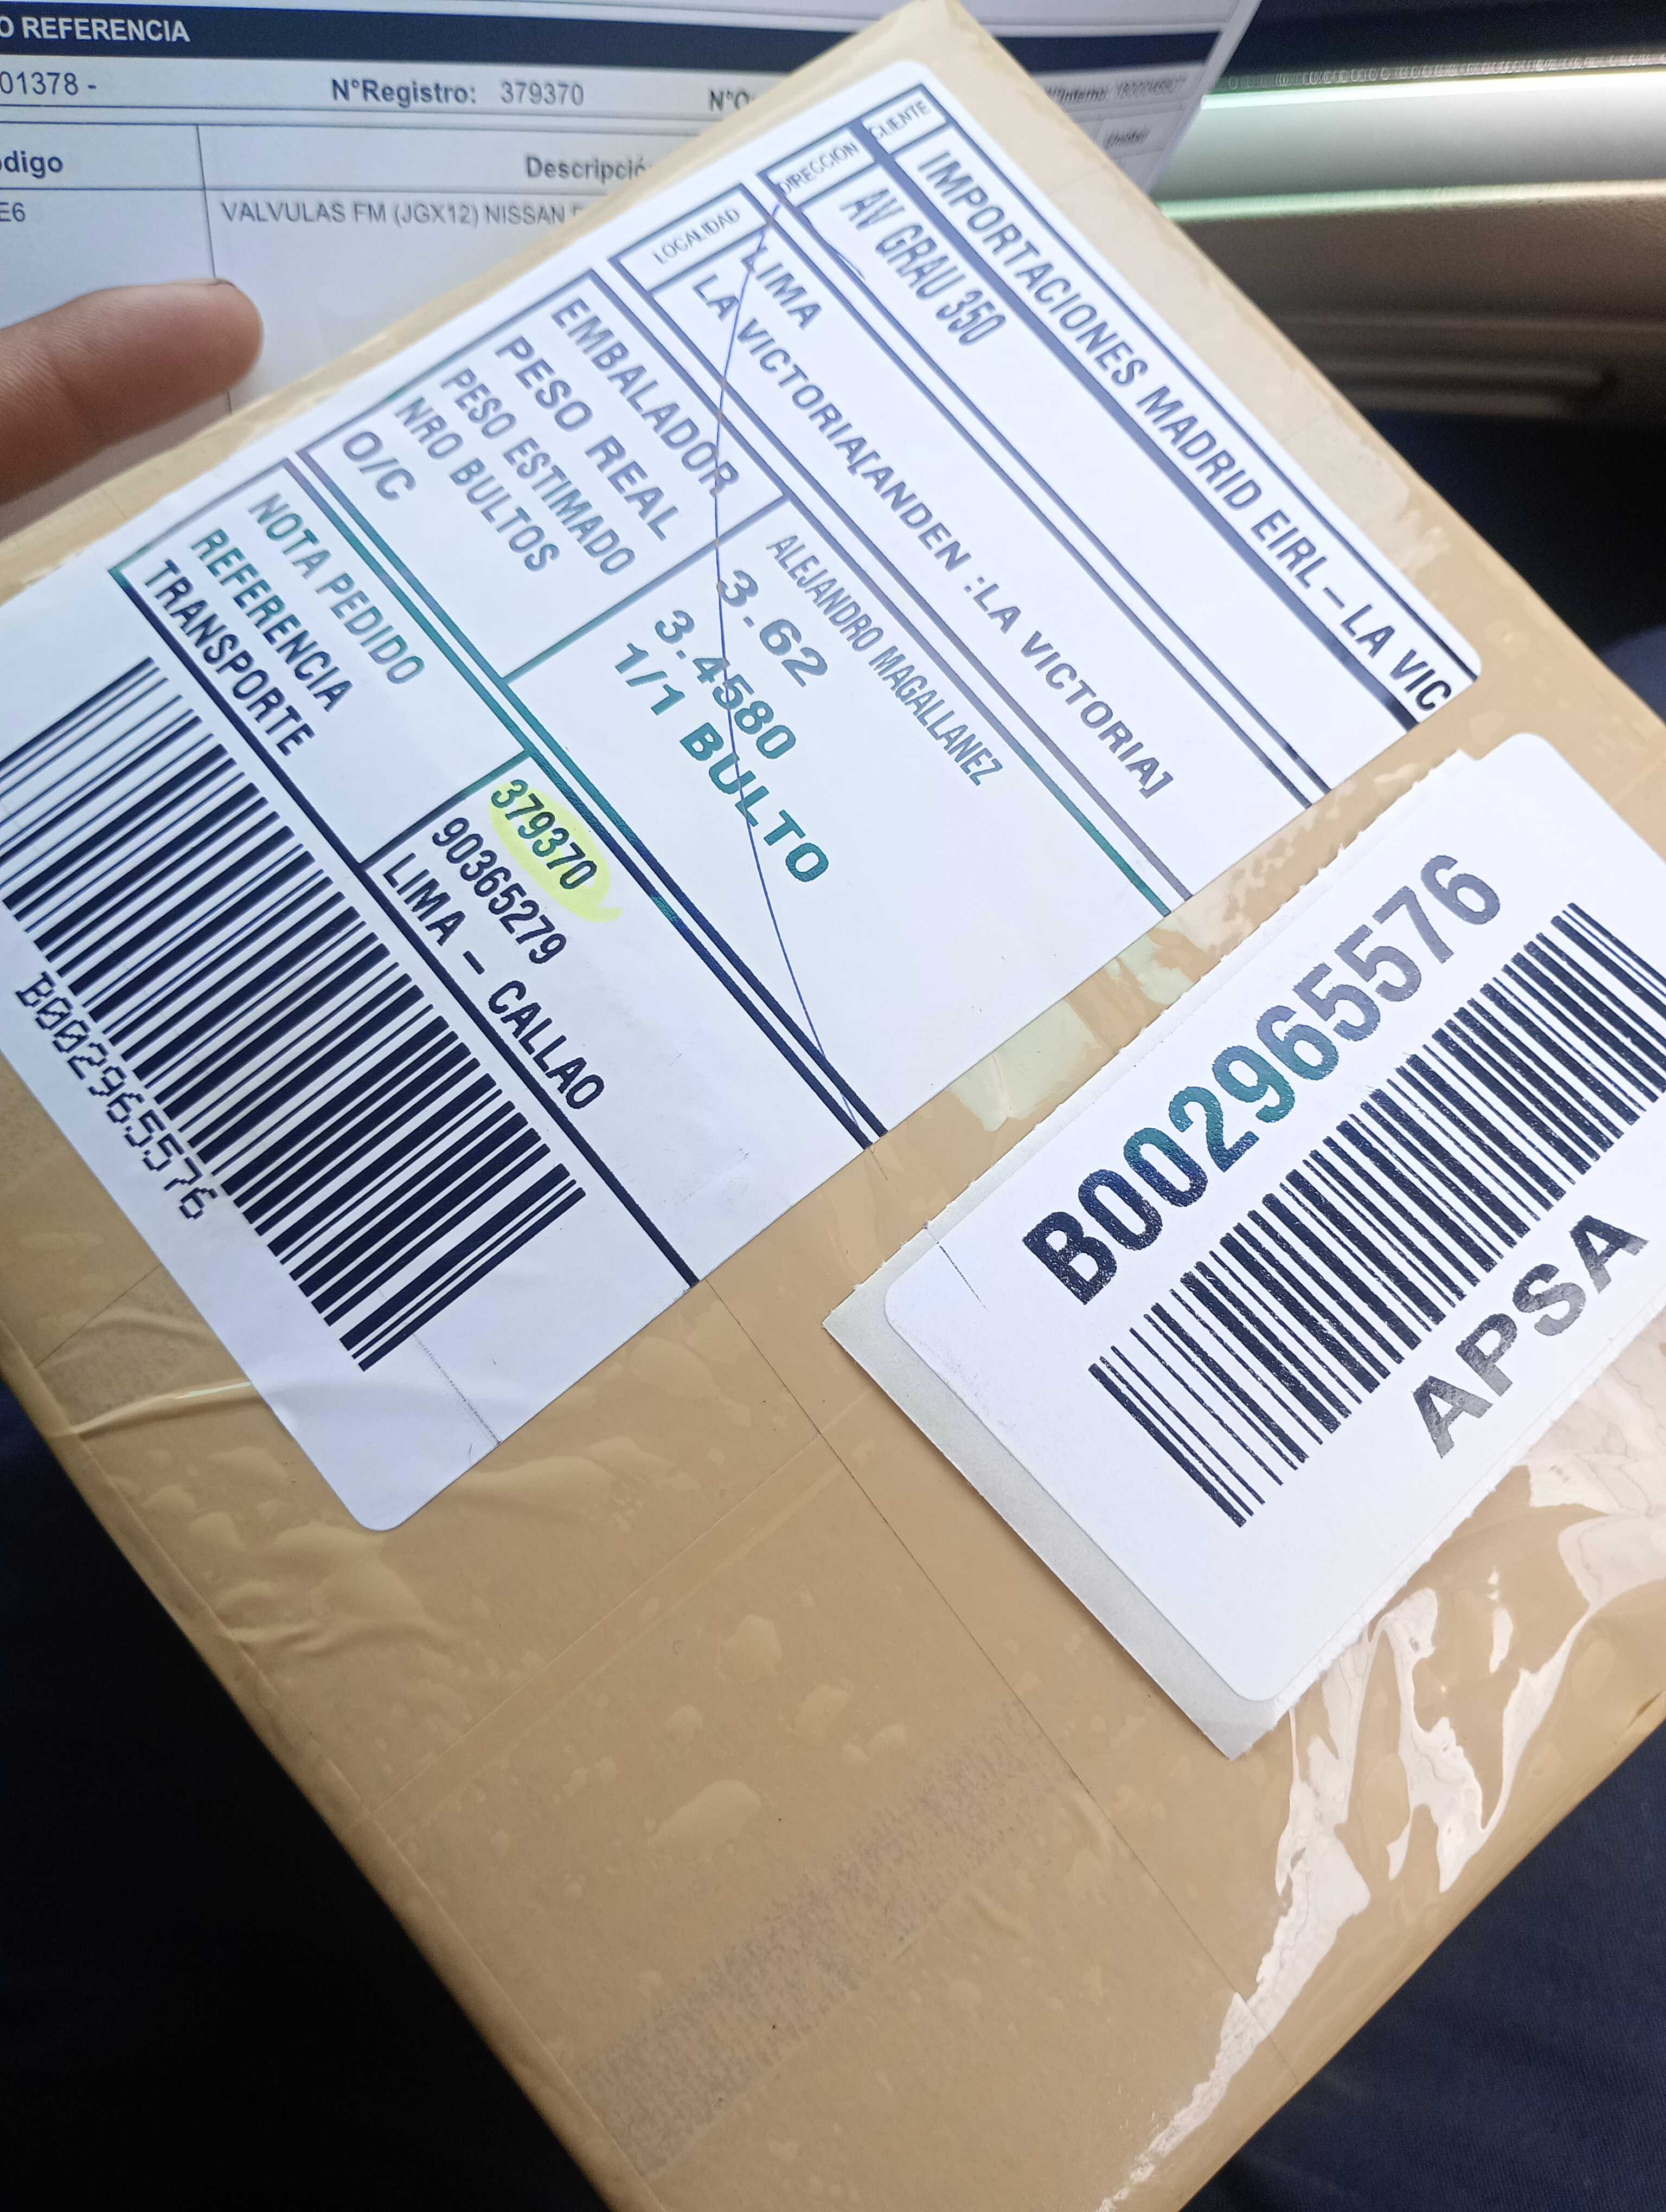 O REFERENCIA
01378 -
N°Registro: 379370
N°O
digo
Descripció
E6
VALVULAS FM (JGX12) NISSAN
CLIENTE
IMPORTACIONES MADRID EIRL – LA VIC
DIRECCION
AV GRAU 350
LOCALIDAD
LIMA
LA VICTORIA[ANDEN :LA VICTORIA]
EMBALADOR
ALEJANDRO MAGALLANEZ
PESO REAL
3.62
PESO ESTIMADO
3.4580
NRO BULTOS
1/1 BULTO
O/C
NOTA PEDIDO
379370
REFERENCIA
90365279
TRANSPORTE
LIMA – CALLAO
B002965576
B002965576
APSA